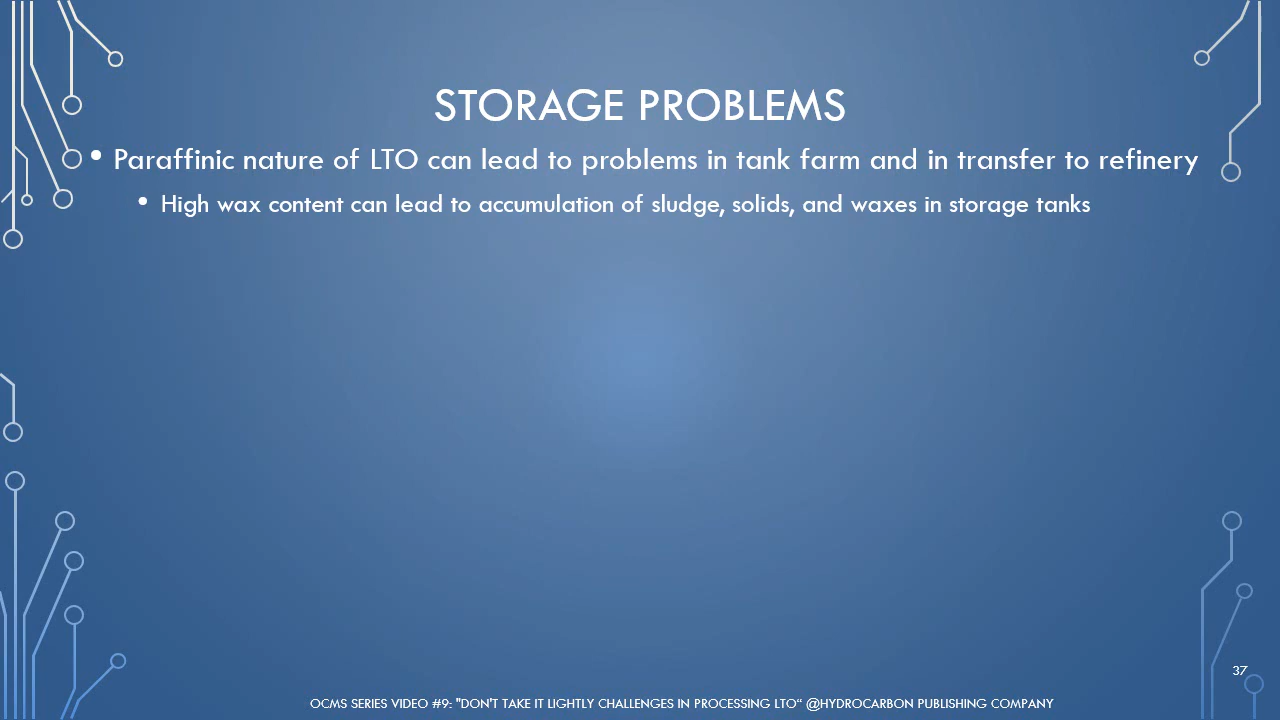 STORAGE PROBLEMS
• Paraffinic nature of LTO can lead to problems in tank farm and in transfer to refinery
• High wax content can lead to accumulation of sludge, solids, and waxes in storage tanks
37
OCMS SERIES VIDEO #9: "DON'T TAKE IT LIGHTLY CHALLENGES IN PROCESSING LTO“ @HYDROCARBON PUBLISHING COMPANY